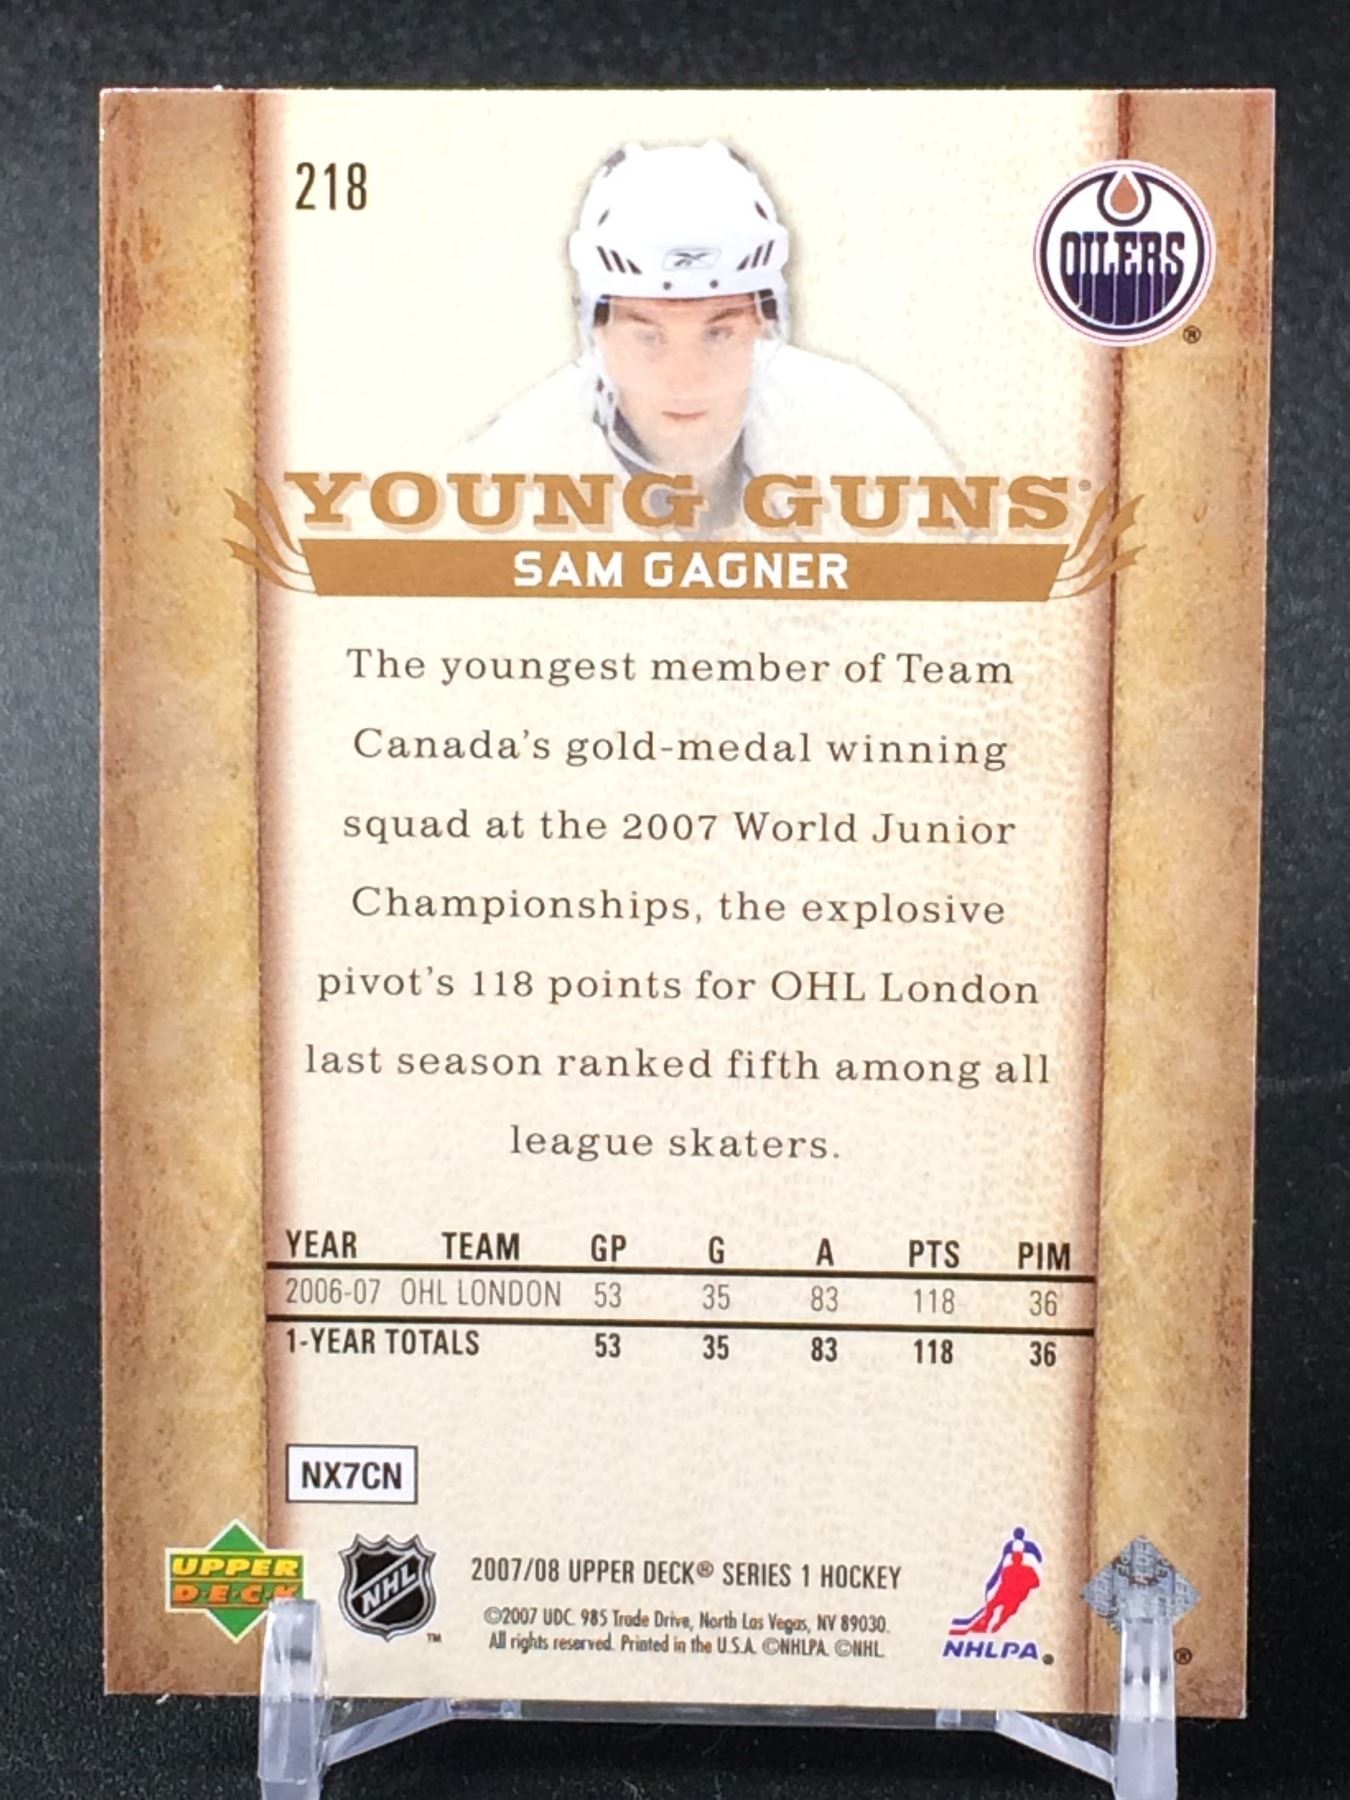 218
OILERS
®
YOUNG GUNS®
SAM GAGNER
The youngest member of Team
Canada's gold-medal winning
squad at the 2007 World Junior
Championships, the explosive
pivot's 118 points for OHL London
last season ranked fifth among all
league skaters.
YEAR TEAM GP G A PTS PIM
2006-07 OHL LONDON 53 35 83 118 36
1-YEAR TOTALS 53 35 83 118 36
NX7CN
UPPER
DECK
NHL
™
2007/08 UPPER DECK® SERIES 1 HOCKEY
©2007 UDC. 985 Trade Drive, North Las Vegas, NV 89030.
All rights reserved. Printed in the U.S.A. ©NHLPA. ©NHL
NHLPA®
®